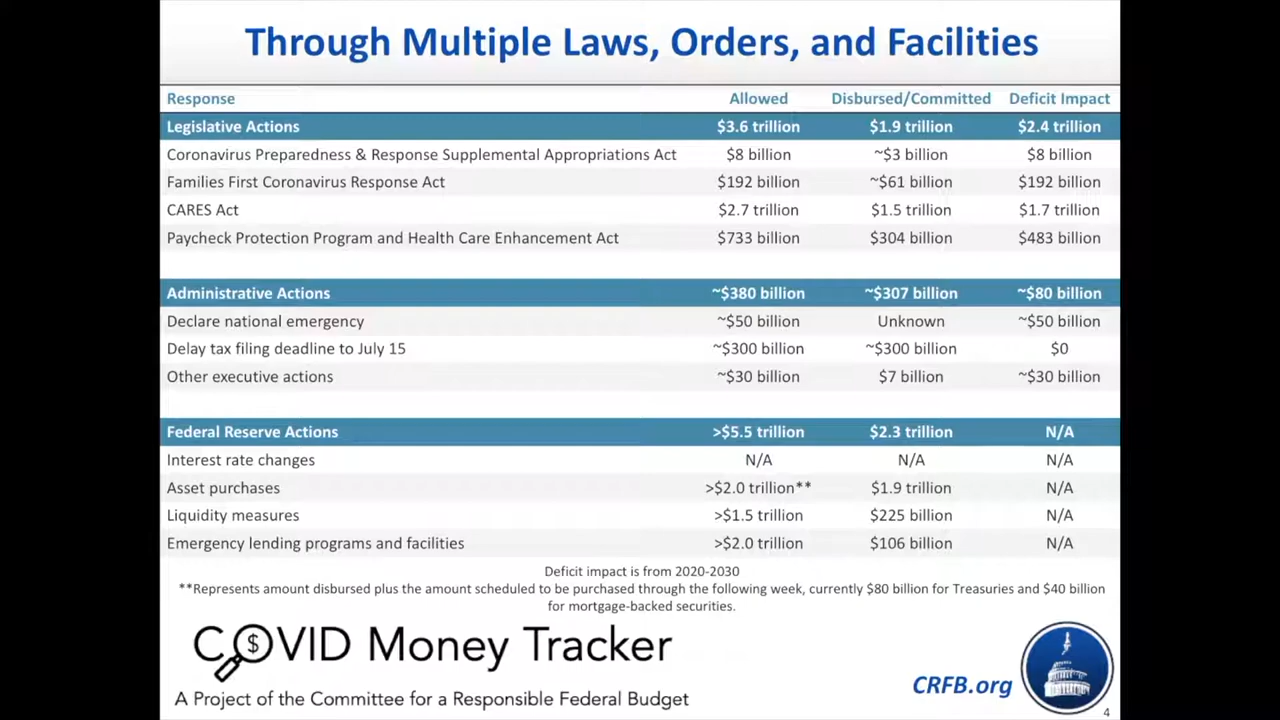 Through Multiple Laws, Orders, and Facilities
Response Allowed Disbursed/Committed Deficit Impact
Legislative Actions $3.6 trillion $1.9 trillion $2.4 trillion
Coronavirus Preparedness & Response Supplemental Appropriations Act $8 billion ~$3 billion $8 billion
Families First Coronavirus Response Act $192 billion ~$61 billion $192 billion
CARES Act $2.7 trillion $1.5 trillion $1.7 trillion
Paycheck Protection Program and Health Care Enhancement Act $733 billion $304 billion $483 billion
Administrative Actions ~$380 billion ~$307 billion ~$80 billion
Declare national emergency ~$50 billion Unknown ~$50 billion
Delay tax filing deadline to July 15 ~$300 billion ~$300 billion $0
Other executive actions ~$30 billion $7 billion ~$30 billion
Federal Reserve Actions >$5.5 trillion $2.3 trillion N/A
Interest rate changes N/A N/A N/A
Asset purchases >$2.0 trillion** $1.9 trillion N/A
Liquidity measures >$1.5 trillion $225 billion N/A
Emergency lending programs and facilities >$2.0 trillion $106 billion N/A
Deficit impact is from 2020-2030
**Represents amount disbursed plus the amount scheduled to be purchased through the following week, currently $80 billion for Treasuries and $40 billion
for mortgage-backed securities.
COVID Money Tracker
A Project of the Committee for a Responsible Federal Budget
CRFB.org
4